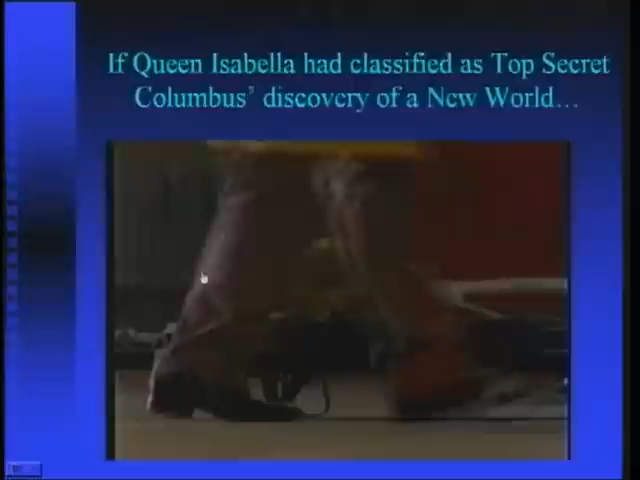 If Queen Isabella had classified as Top Secret
Columbus' discovery of a New World...